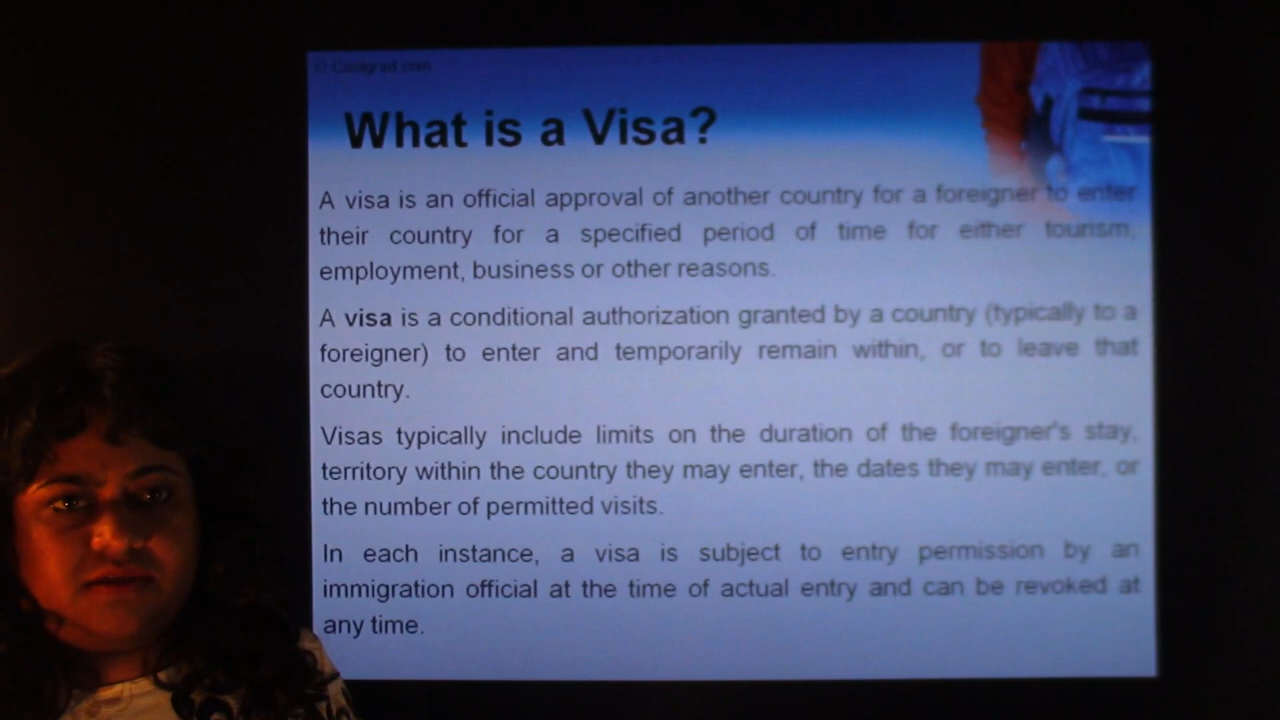 What is a Visa?
A visa is an official approval of another country for a foreigner to enter
their country for a specified period of time for either tourism,
employment, business or other reasons.
A visa is a conditional authorization granted by a country (typically to a
foreigner) to enter and temporarily remain within, or to leave that
country.
Visas typically include limits on the duration of the foreigner's stay,
territory within the country they may enter, the dates they may enter, or
the number of permitted visits.
In each instance, a visa is subject to entry permission by an
immigration official at the time of actual entry and can be revoked at
any time.